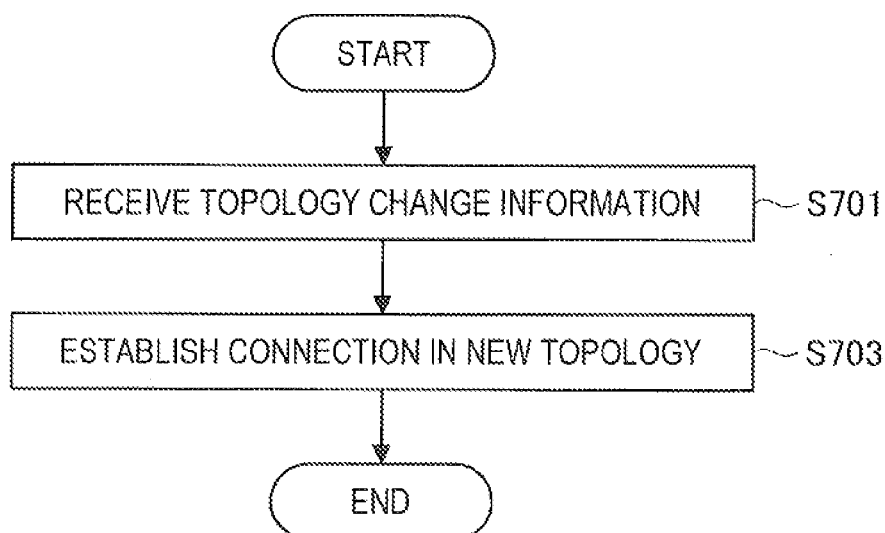 START
RECEIVE TOPOLOGY CHANGE INFORMATION S701
ESTABLISH CONNECTION IN NEW TOPOLOGY S703
END